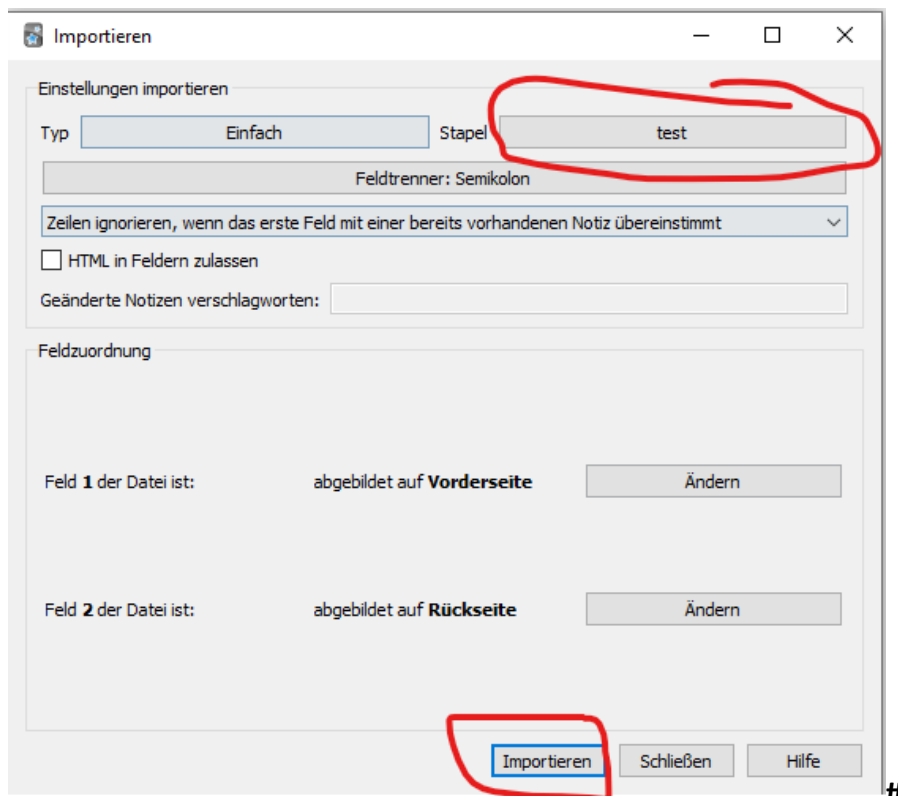 Importieren
Einstellungen importieren
Typ Einfach Stapel test
Feldtrenner: Semikolon
Zeilen ignorieren, wenn das erste Feld mit einer bereits vorhandenen Notiz übereinstimmt
HTML in Feldern zulassen
Geänderte Notizen verschlagworten:
Feldzuordnung
Feld 1 der Datei ist: abgebildet auf Vorderseite Ändern
Feld 2 der Datei ist: abgebildet auf Rückseite Ändern
Importieren Schließen Hilfe
#